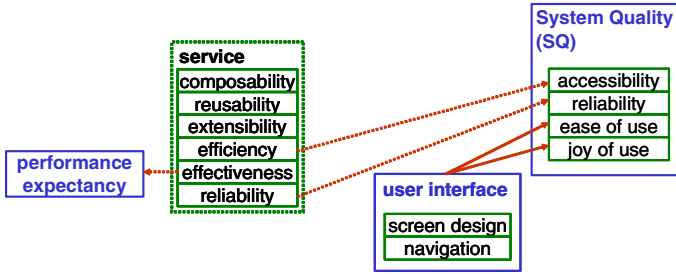 service
composability
reusability
extensibility
efficiency
effectiveness
reliability
performance
expectancy
System Quality
(SQ)
accessibility
reliability
ease of use
joy of use
user interface
screen design
navigation